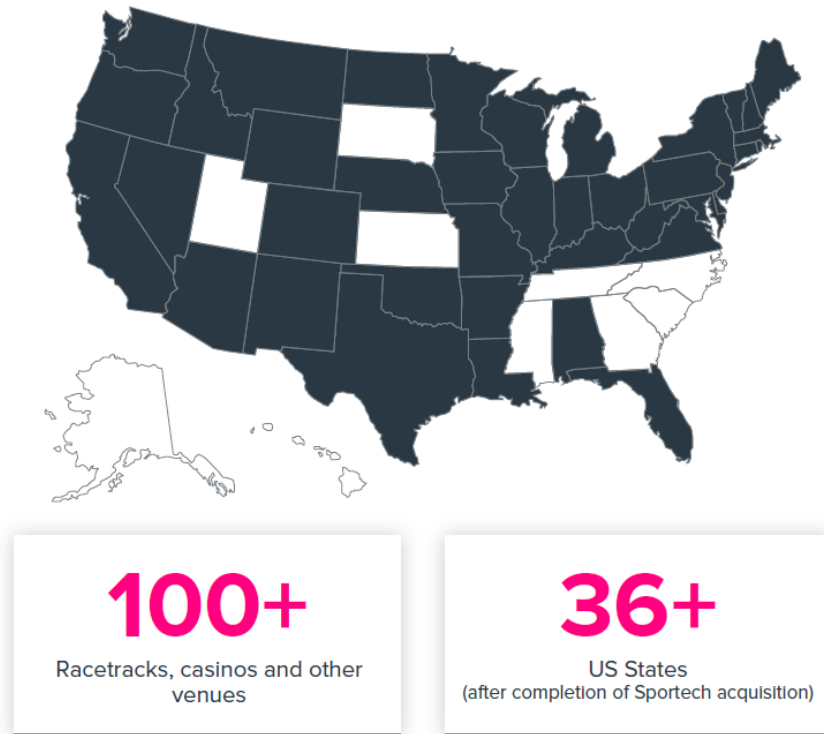 100+
Racetracks, casinos and other
venues
36+
US States
(after completion of Sportech acquisition)